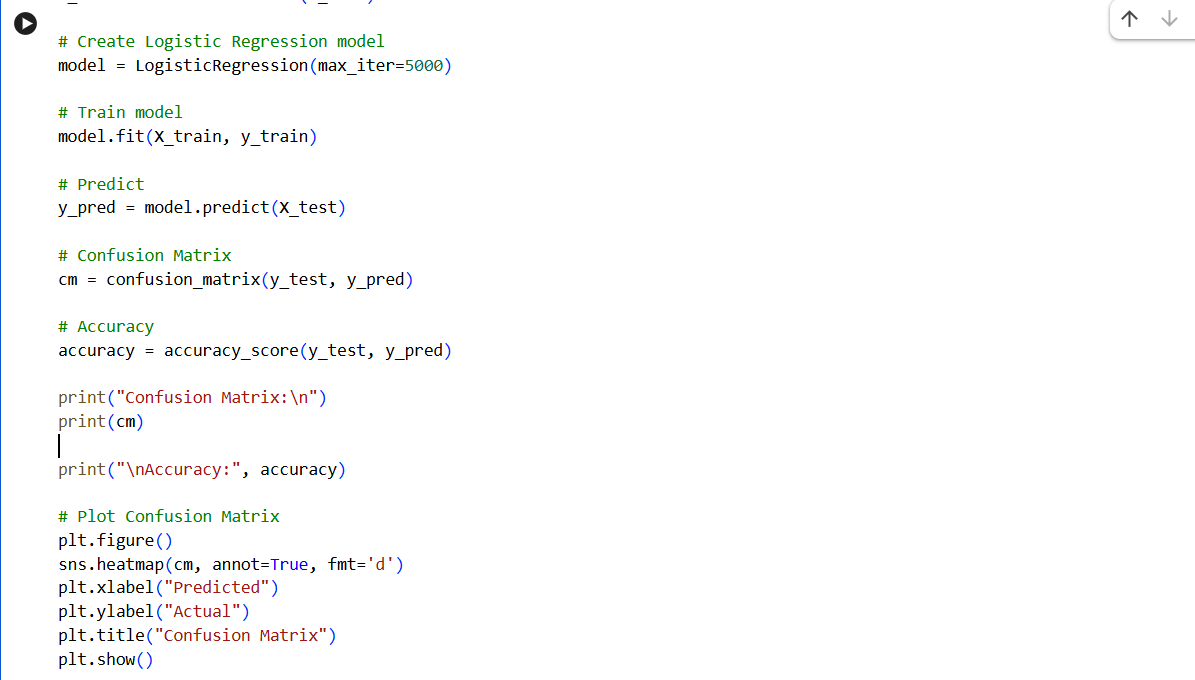 # Create Logistic Regression model
model = LogisticRegression(max_iter=5000)
# Train model
model.fit(X_train, y_train)
# Predict
y_pred = model.predict(X_test)
# Confusion Matrix
cm = confusion_matrix(y_test, y_pred)
# Accuracy
accuracy = accuracy_score(y_test, y_pred)
print("Confusion Matrix:\n")
print(cm)
print("\nAccuracy:", accuracy)
# Plot Confusion Matrix
plt.figure()
sns.heatmap(cm, annot=True, fmt='d')
plt.xlabel("Predicted")
plt.ylabel("Actual")
plt.title("Confusion Matrix")
plt.show()